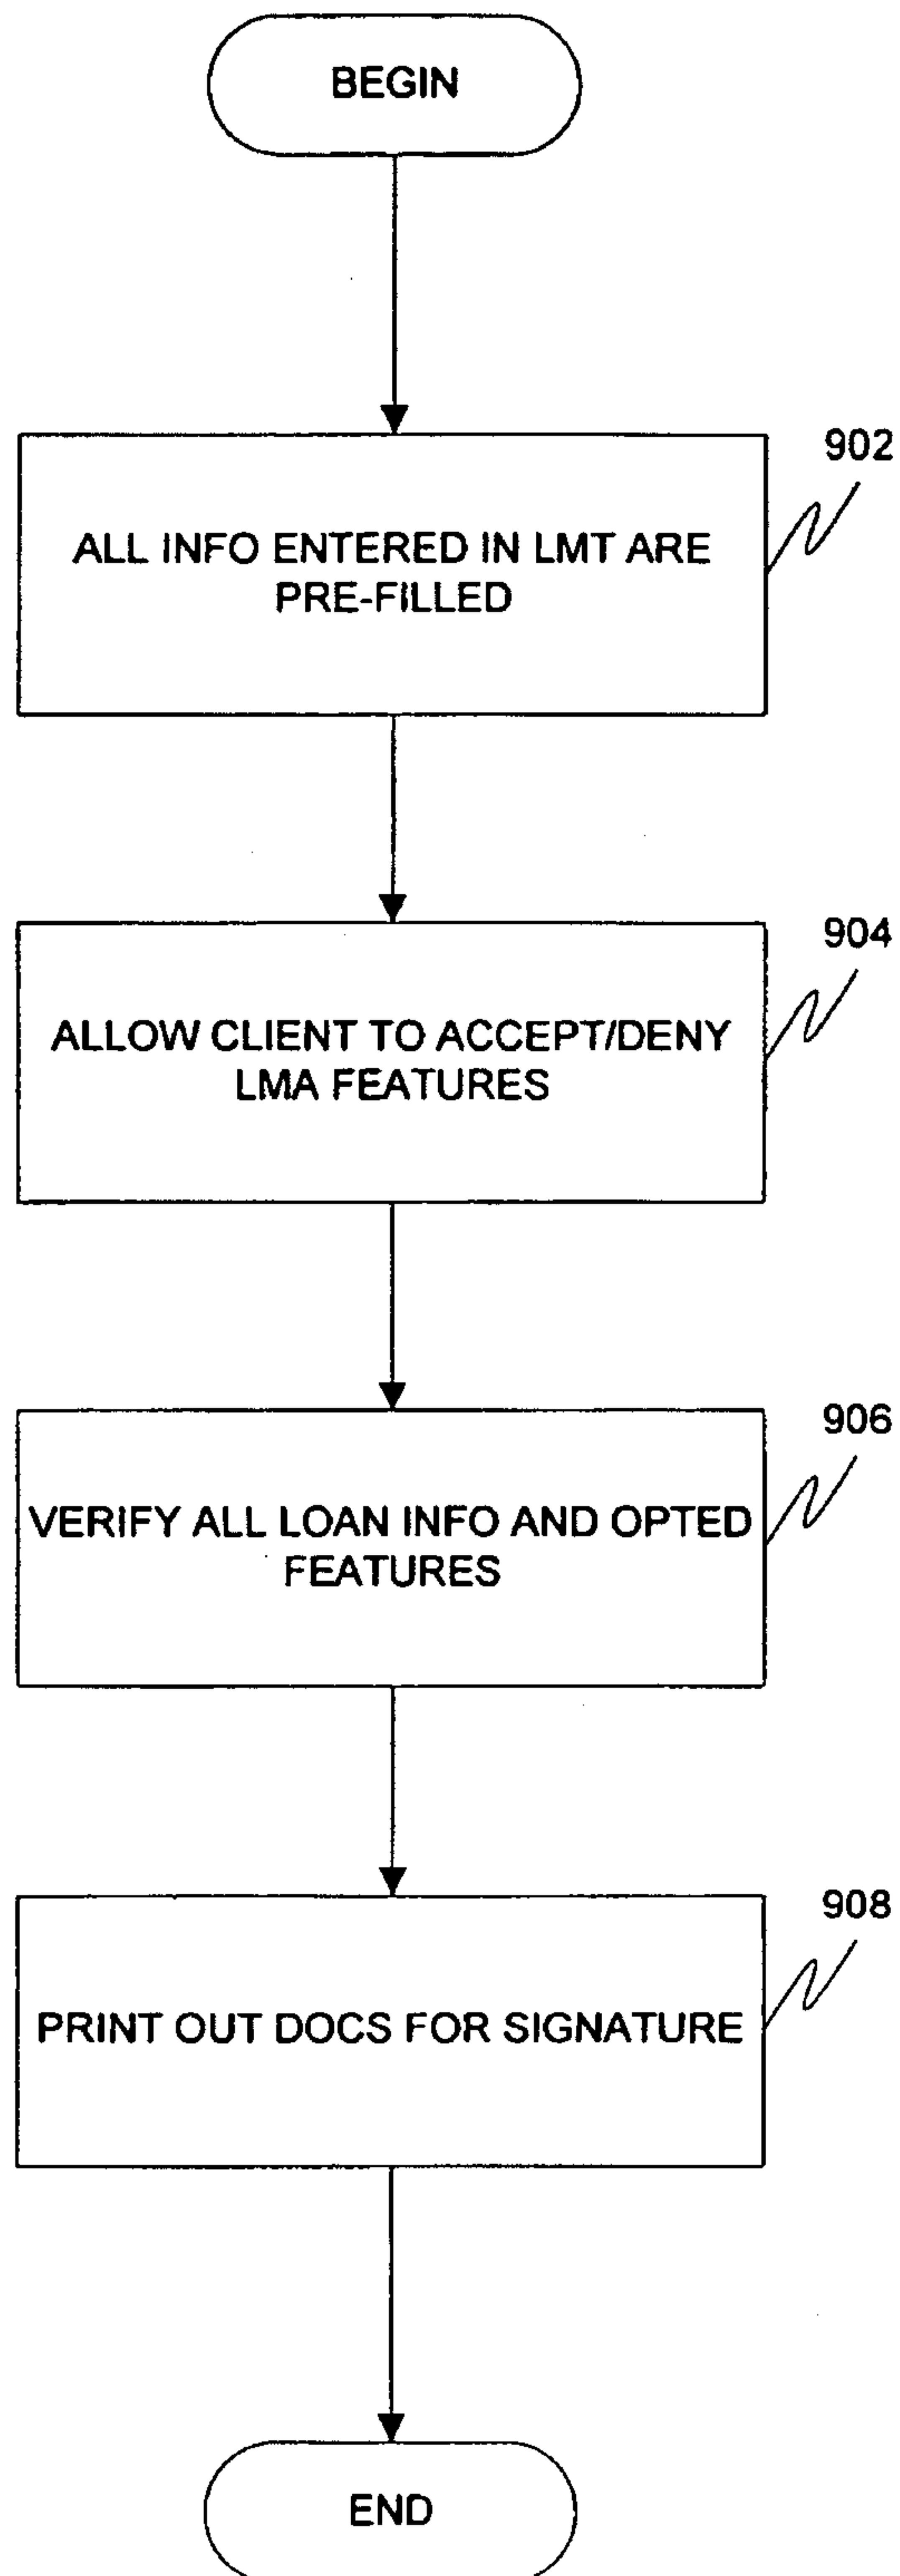 BEGIN
902
ALL INFO ENTERED IN LMT ARE
PRE-FILLED
904
ALLOW CLIENT TO ACCEPT/DENY
LMA FEATURES
906
VERIFY ALL LOAN INFO AND OPTED
FEATURES
908
PRINT OUT DOCS FOR SIGNATURE
END